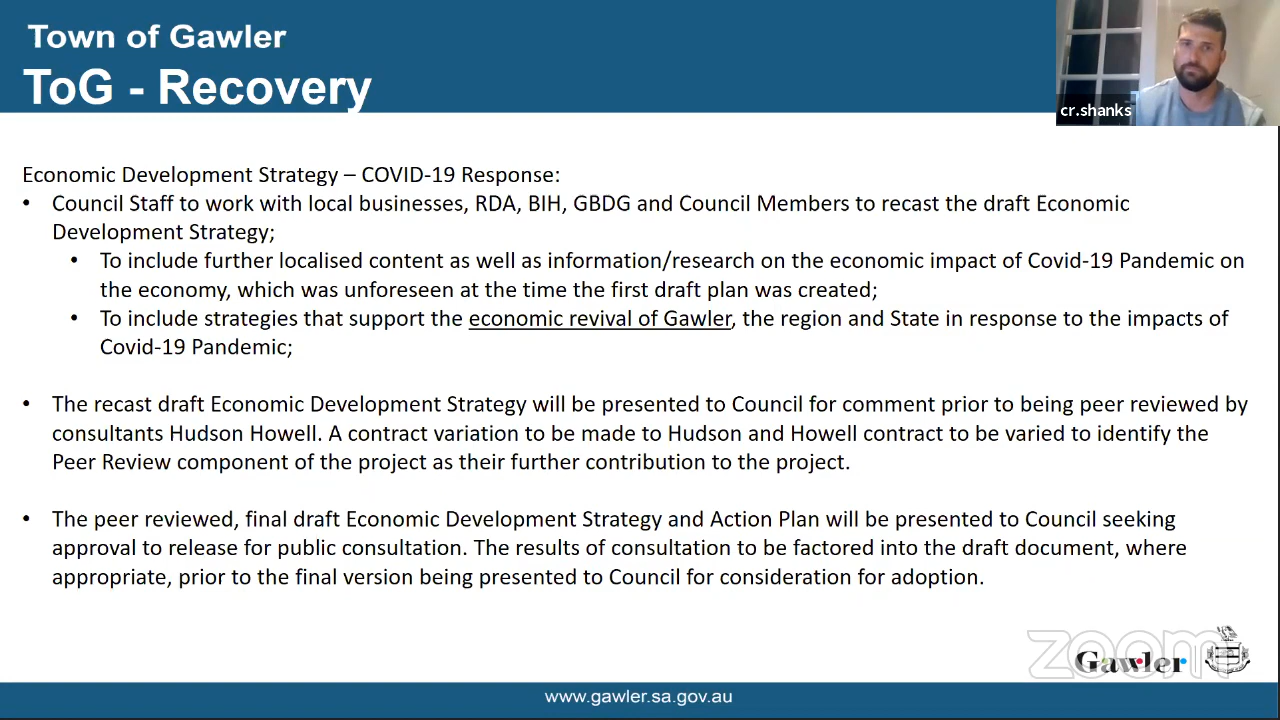 Town of Gawler
ToG - Recovery
cr.shanks
Economic Development Strategy – COVID-19 Response:
• Council Staff to work with local businesses, RDA, BIH, GBDG and Council Members to recast the draft Economic
Development Strategy;
• To include further localised content as well as information/research on the economic impact of Covid-19 Pandemic on
the economy, which was unforeseen at the time the first draft plan was created;
• To include strategies that support the economic revival of Gawler, the region and State in response to the impacts of
Covid-19 Pandemic;
• The recast draft Economic Development Strategy will be presented to Council for comment prior to being peer reviewed by
consultants Hudson Howell. A contract variation to be made to Hudson and Howell contract to be varied to identify the
Peer Review component of the project as their further contribution to the project.
• The peer reviewed, final draft Economic Development Strategy and Action Plan will be presented to Council seeking
approval to release for public consultation. The results of consultation to be factored into the draft document, where
appropriate, prior to the final version being presented to Council for consideration for adoption.
zoom
Gawler
www.gawler.sa.gov.au